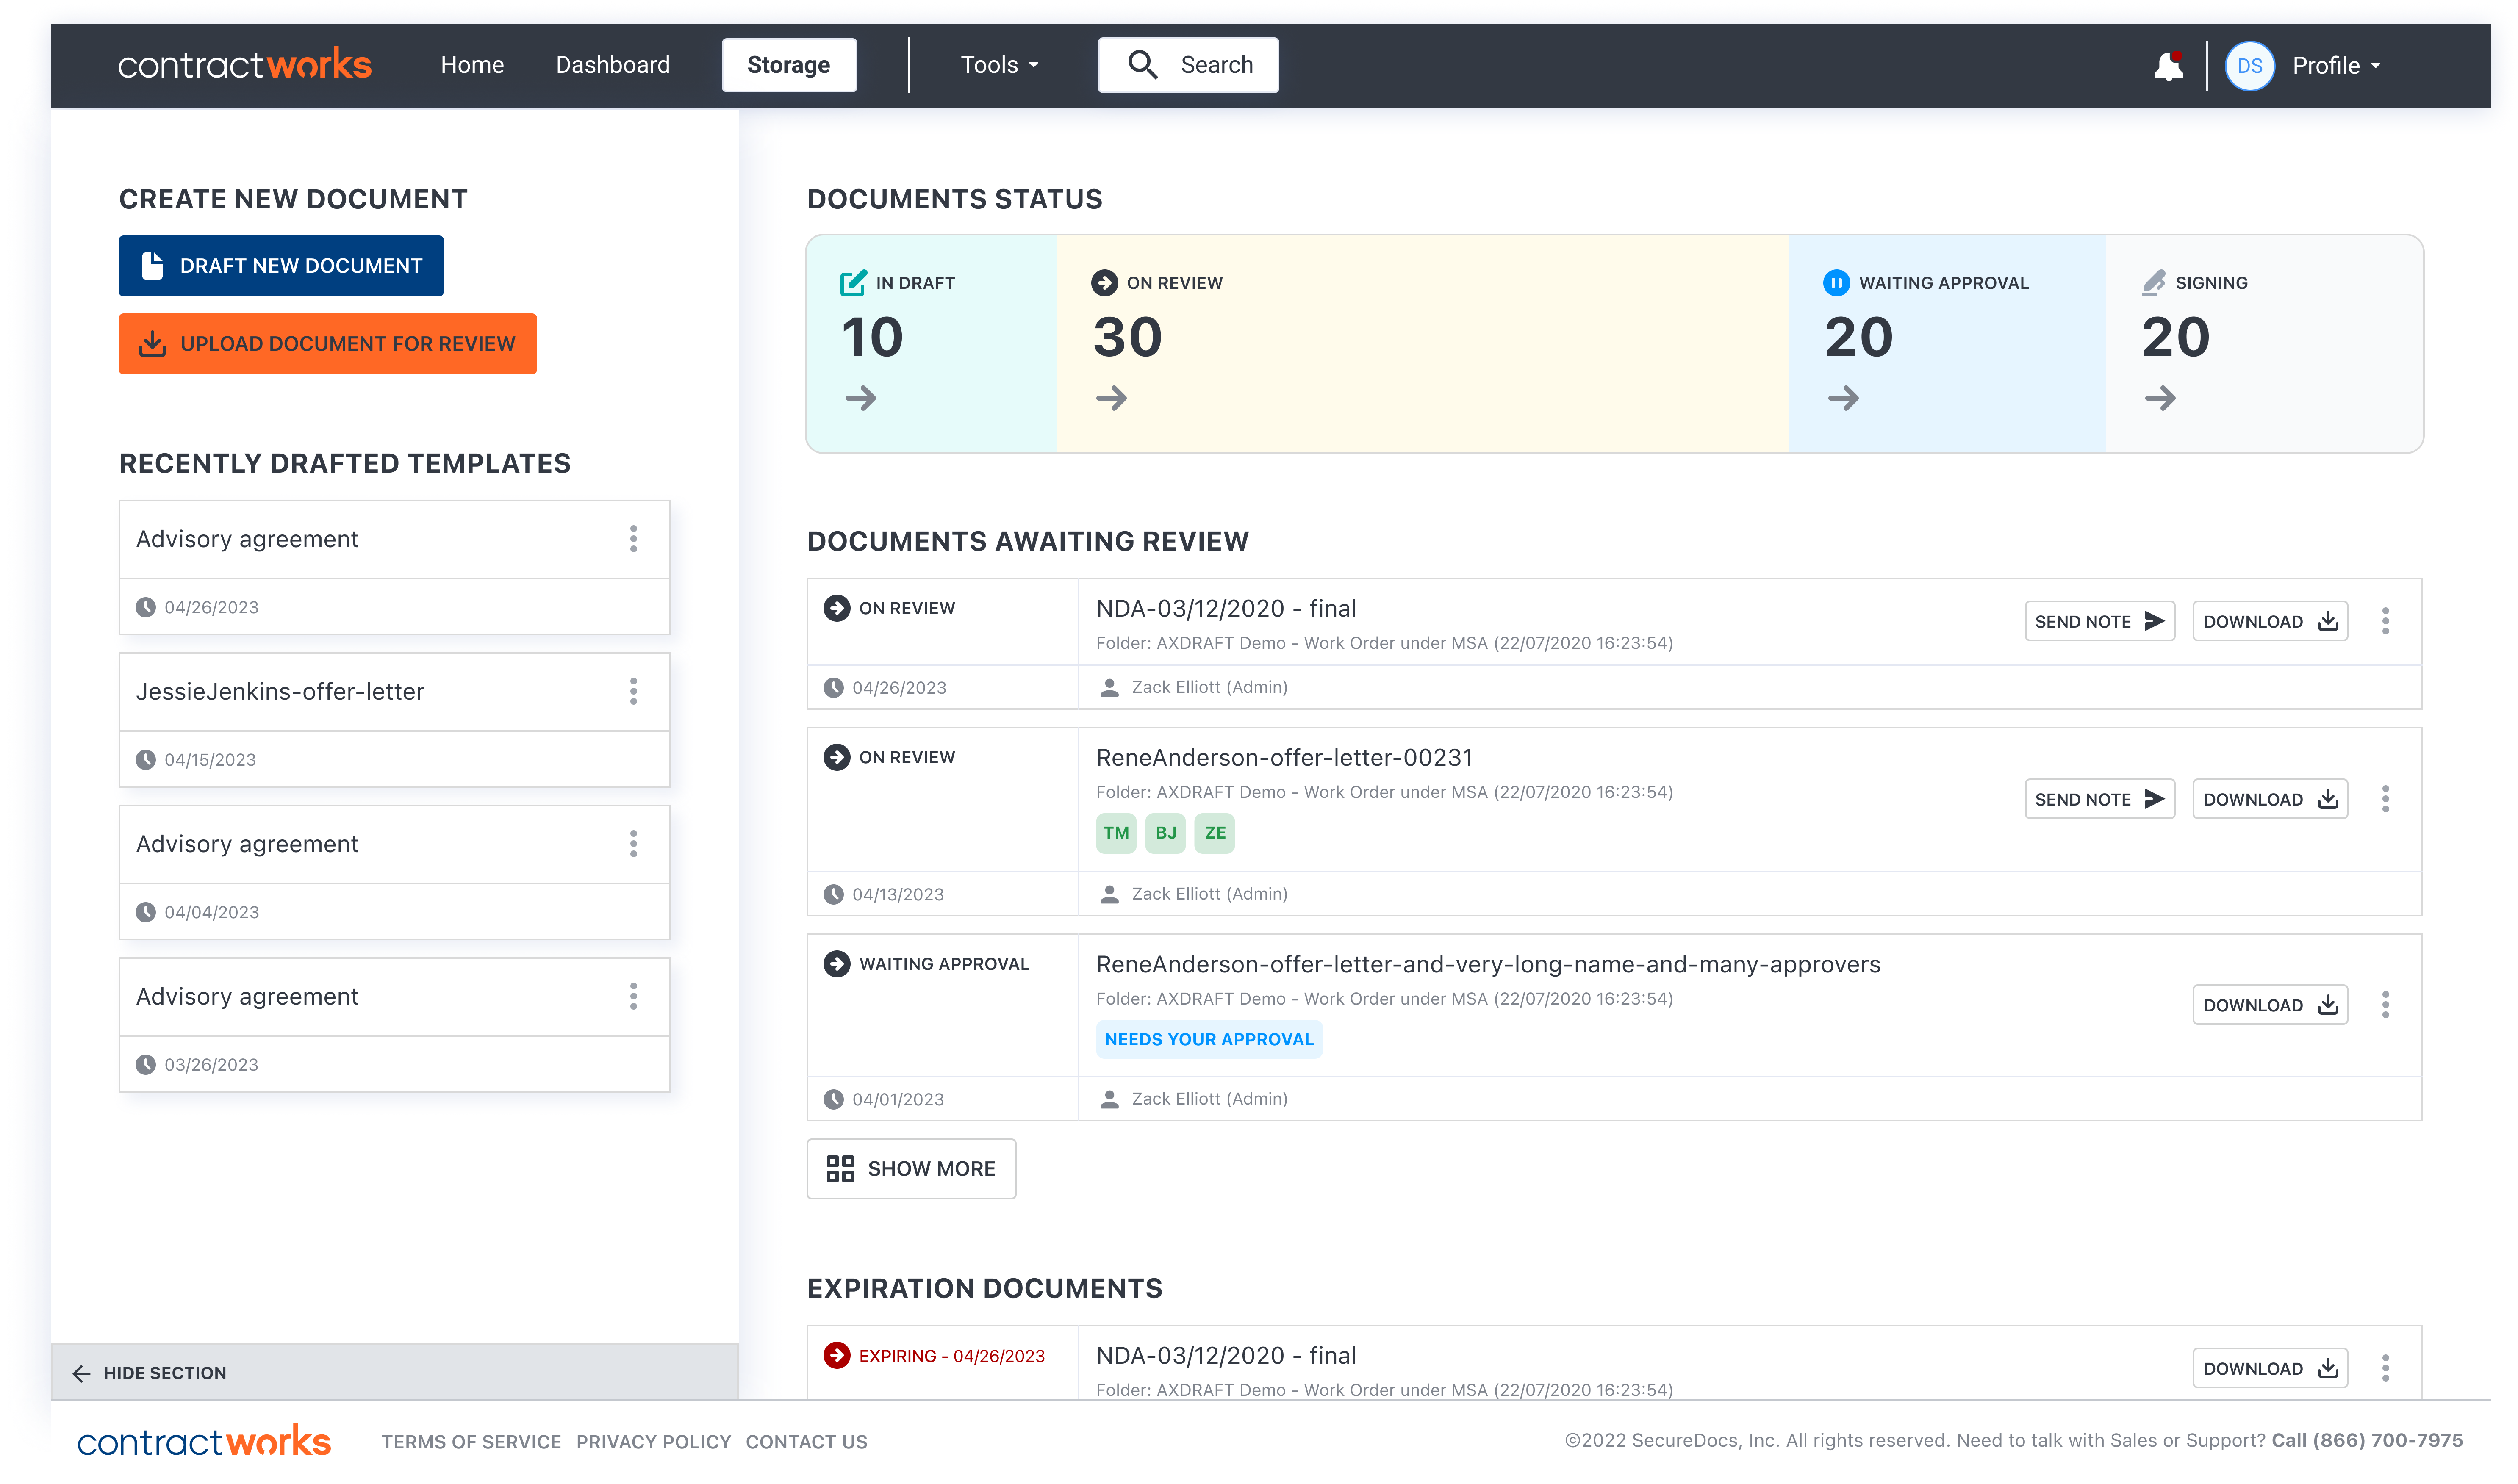 contractworks Home Dashboard Storage Tools Search DS Profile
CREATE NEW DOCUMENT
DRAFT NEW DOCUMENT
UPLOAD DOCUMENT FOR REVIEW
RECENTLY DRAFTED TEMPLATES
Advisory agreement
04/26/2023
JessieJenkins-offer-letter
04/15/2023
Advisory agreement
04/04/2023
Advisory agreement
03/26/2023
HIDE SECTION
DOCUMENTS STATUS
IN DRAFT
10
ON REVIEW
30
WAITING APPROVAL
20
SIGNING
20
DOCUMENTS AWAITING REVIEW
ON REVIEW
NDA-03/12/2020 - final
Folder: AXDRAFT Demo - Work Order under MSA (22/07/2020 16:23:54)
SEND NOTE DOWNLOAD
04/26/2023 Zack Elliott (Admin)
ON REVIEW
ReneAnderson-offer-letter-00231
Folder: AXDRAFT Demo - Work Order under MSA (22/07/2020 16:23:54)
TM BJ ZE
SEND NOTE DOWNLOAD
04/13/2023 Zack Elliott (Admin)
WAITING APPROVAL
ReneAnderson-offer-letter-and-very-long-name-and-many-approvers
Folder: AXDRAFT Demo - Work Order under MSA (22/07/2020 16:23:54)
NEEDS YOUR APPROVAL
DOWNLOAD
04/01/2023 Zack Elliott (Admin)
SHOW MORE
EXPIRATION DOCUMENTS
EXPIRING - 04/26/2023
NDA-03/12/2020 - final
Folder: AXDRAFT Demo - Work Order under MSA (22/07/2020 16:23:54)
DOWNLOAD
contractworks TERMS OF SERVICE PRIVACY POLICY CONTACT US
©2022 SecureDocs, Inc. All rights reserved. Need to talk with Sales or Support? Call (866) 700-7975